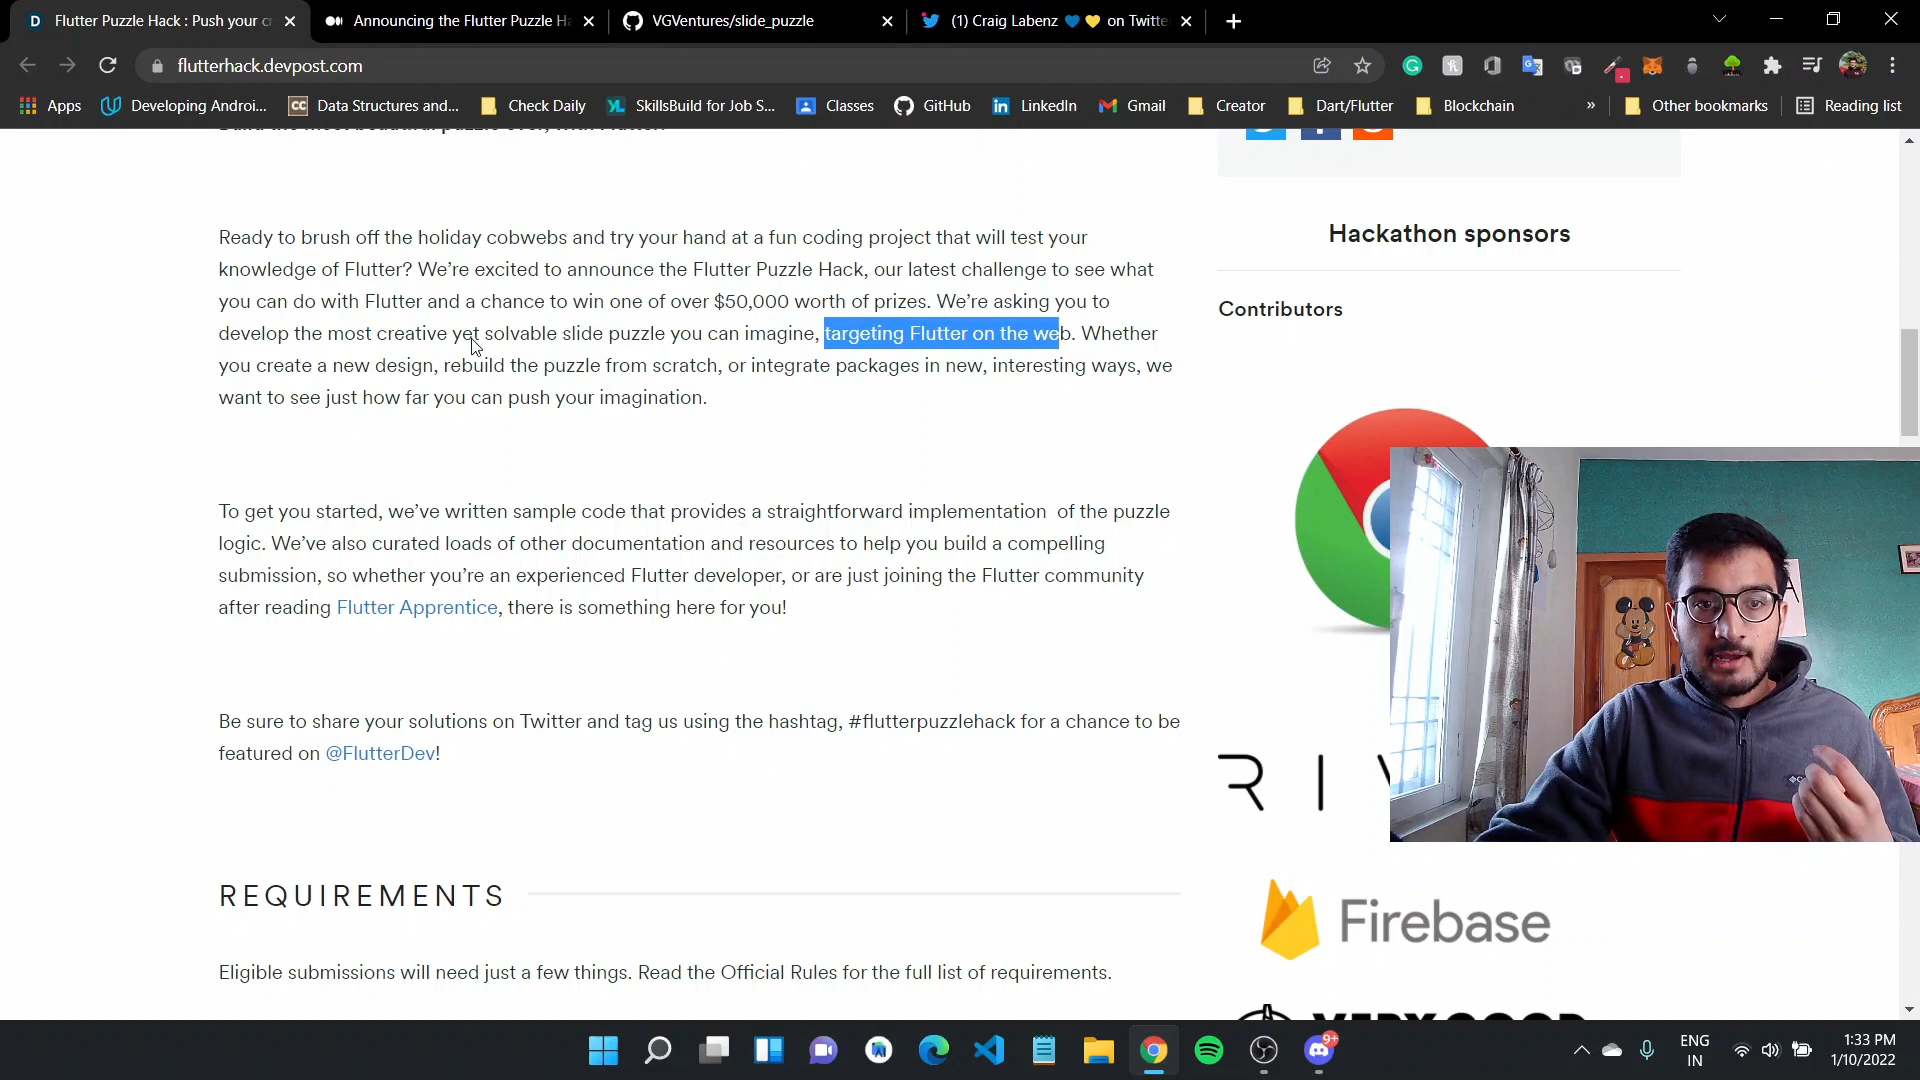 Flutter Puzzle Hack : Push your cr
Announcing the Flutter Puzzle Ha
VGVentures/slide_puzzle
(1) Craig Labenz 💙 💛 on Twitte
flutterhack.devpost.com
Apps
Developing Androi...
CC
Data Structures and...
Check Daily
YL
SkillsBuild for Job S...
Classes
GitHub
LinkedIn
Gmail
Creator
Dart/Flutter
Blockchain
»
Other bookmarks
Reading list
Hackathon sponsors
Contributors
Ready to brush off the holiday cobwebs and try your hand at a fun coding project that will test your
knowledge of Flutter? We’re excited to announce the Flutter Puzzle Hack, our latest challenge to see what
you can do with Flutter and a chance to win one of over $50,000 worth of prizes. We’re asking you to
develop the most creative yet solvable slide puzzle you can imagine, targeting Flutter on the web. Whether
you create a new design, rebuild the puzzle from scratch, or integrate packages in new, interesting ways, we
want to see just how far you can push your imagination.
To get you started, we’ve written sample code that provides a straightforward implementation of the puzzle
logic. We’ve also curated loads of other documentation and resources to help you build a compelling
submission, so whether you’re an experienced Flutter developer, or are just joining the Flutter community
after reading Flutter Apprentice, there is something here for you!
Be sure to share your solutions on Twitter and tag us using the hashtag, #flutterpuzzlehack for a chance to be
featured on @FlutterDev!
RI
REQUIREMENTS
Firebase
Eligible submissions will need just a few things. Read the Official Rules for the full list of requirements.
VERY GOOD
9+
ENG
IN
1:33 PM
1/10/2022